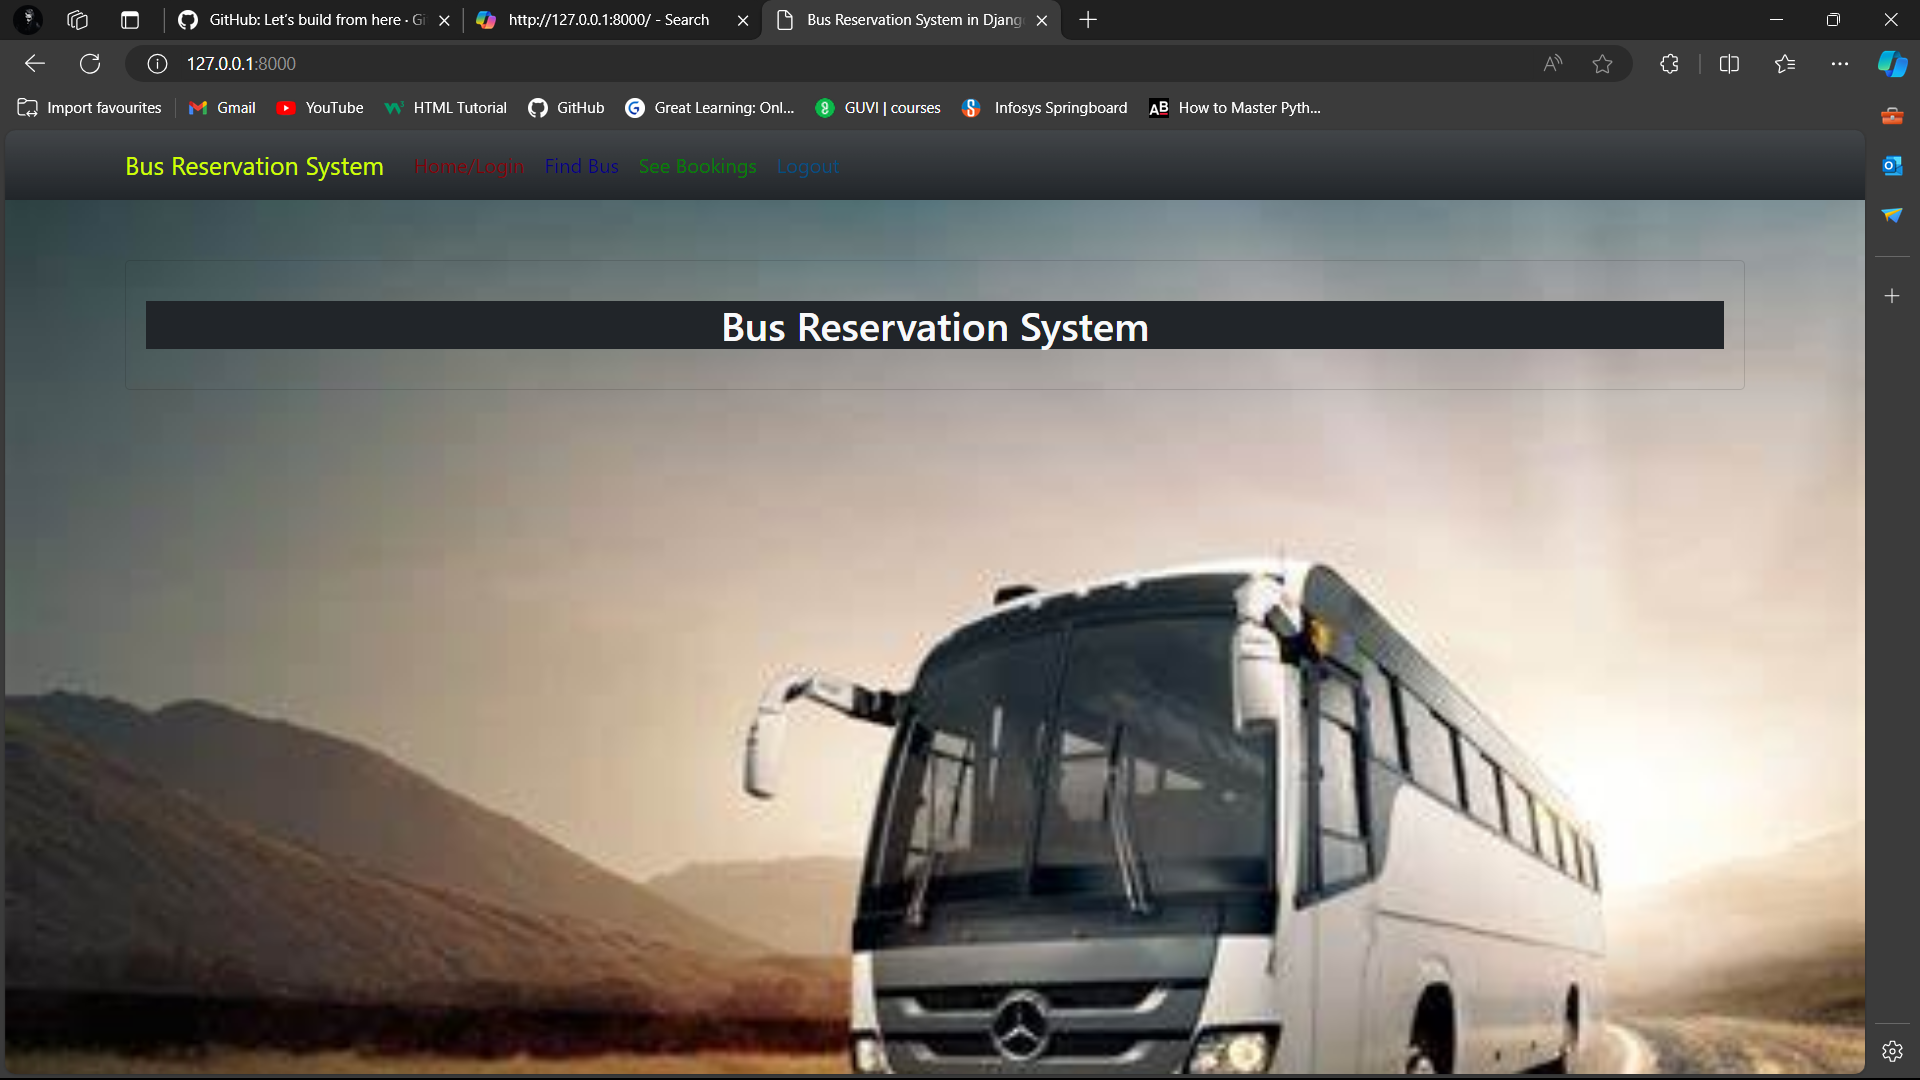 GitHub: Let's build from here · Gi
http://127.0.0.1:8000/ - Search
Bus Reservation System in Djang
127.0.0.1:8000
Import favourites
Gmail
YouTube
HTML Tutorial
GitHub
Great Learning: Onl...
GUVI | courses
Infosys Springboard
AB How to Master Pyth...
Bus Reservation System
Home/Login
Find Bus
See Bookings
Logout
Bus Reservation System